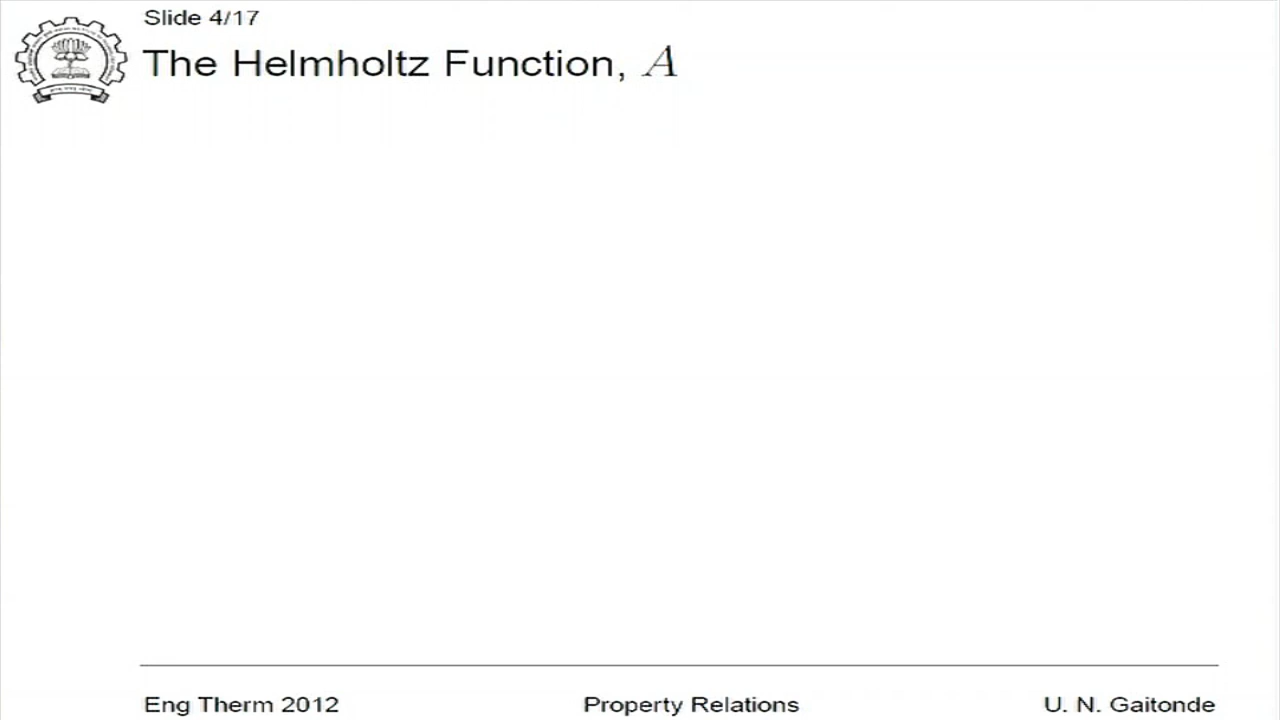 Slide 4/17
The Helmholtz Function, A
Eng Therm 2012
Property Relations
U. N. Gaitonde